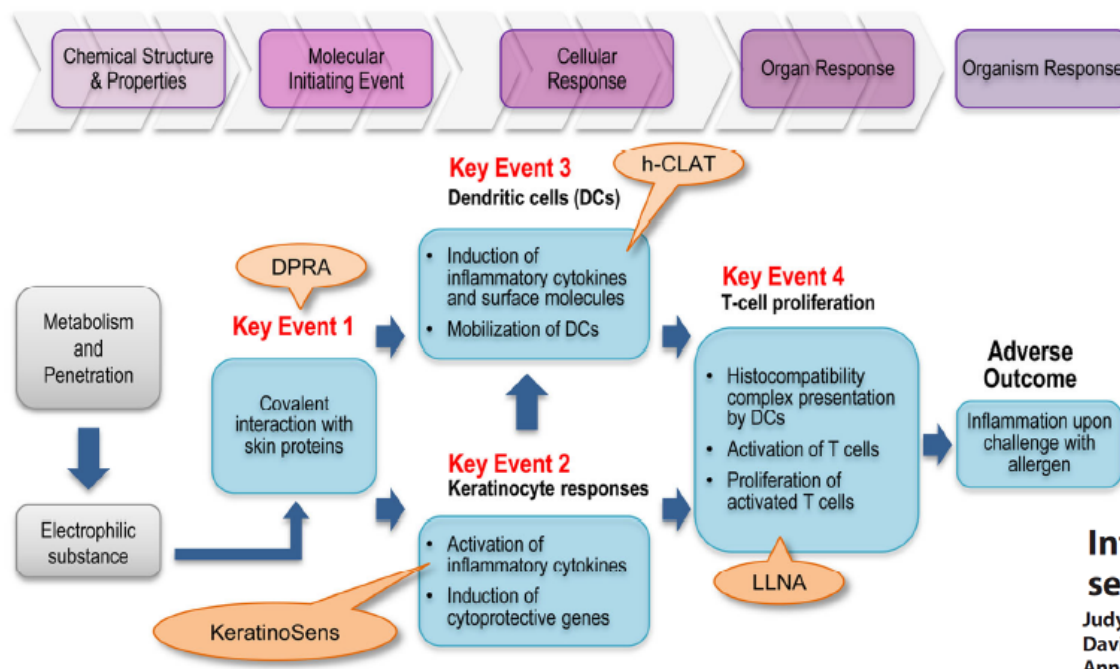 Chemical Structure
& Properties
Molecular
Initiating Event
Cellular
Response
Organ Response
Organism Response
Key Event 3
Dendritic cells (DCs)
h-CLAT
• Induction of
inflammatory cytokines
and surface molecules
• Mobilization of DCs
DPRA
Key Event 1
Covalent
interaction with
skin proteins
Metabolism
and
Penetration
Electrophilic
substance
Key Event 2
Keratinocyte responses
• Activation of
inflammatory cytokines
• Induction of
cytoprotective genes
KeratinoSens
Key Event 4
T-cell proliferation
• Histocompatibility
complex presentation
by DCs
• Activation of T cells
• Proliferation of
activated T cells
LLNA
Adverse
Outcome
Inflammation upon
challenge with
allergen
Judy